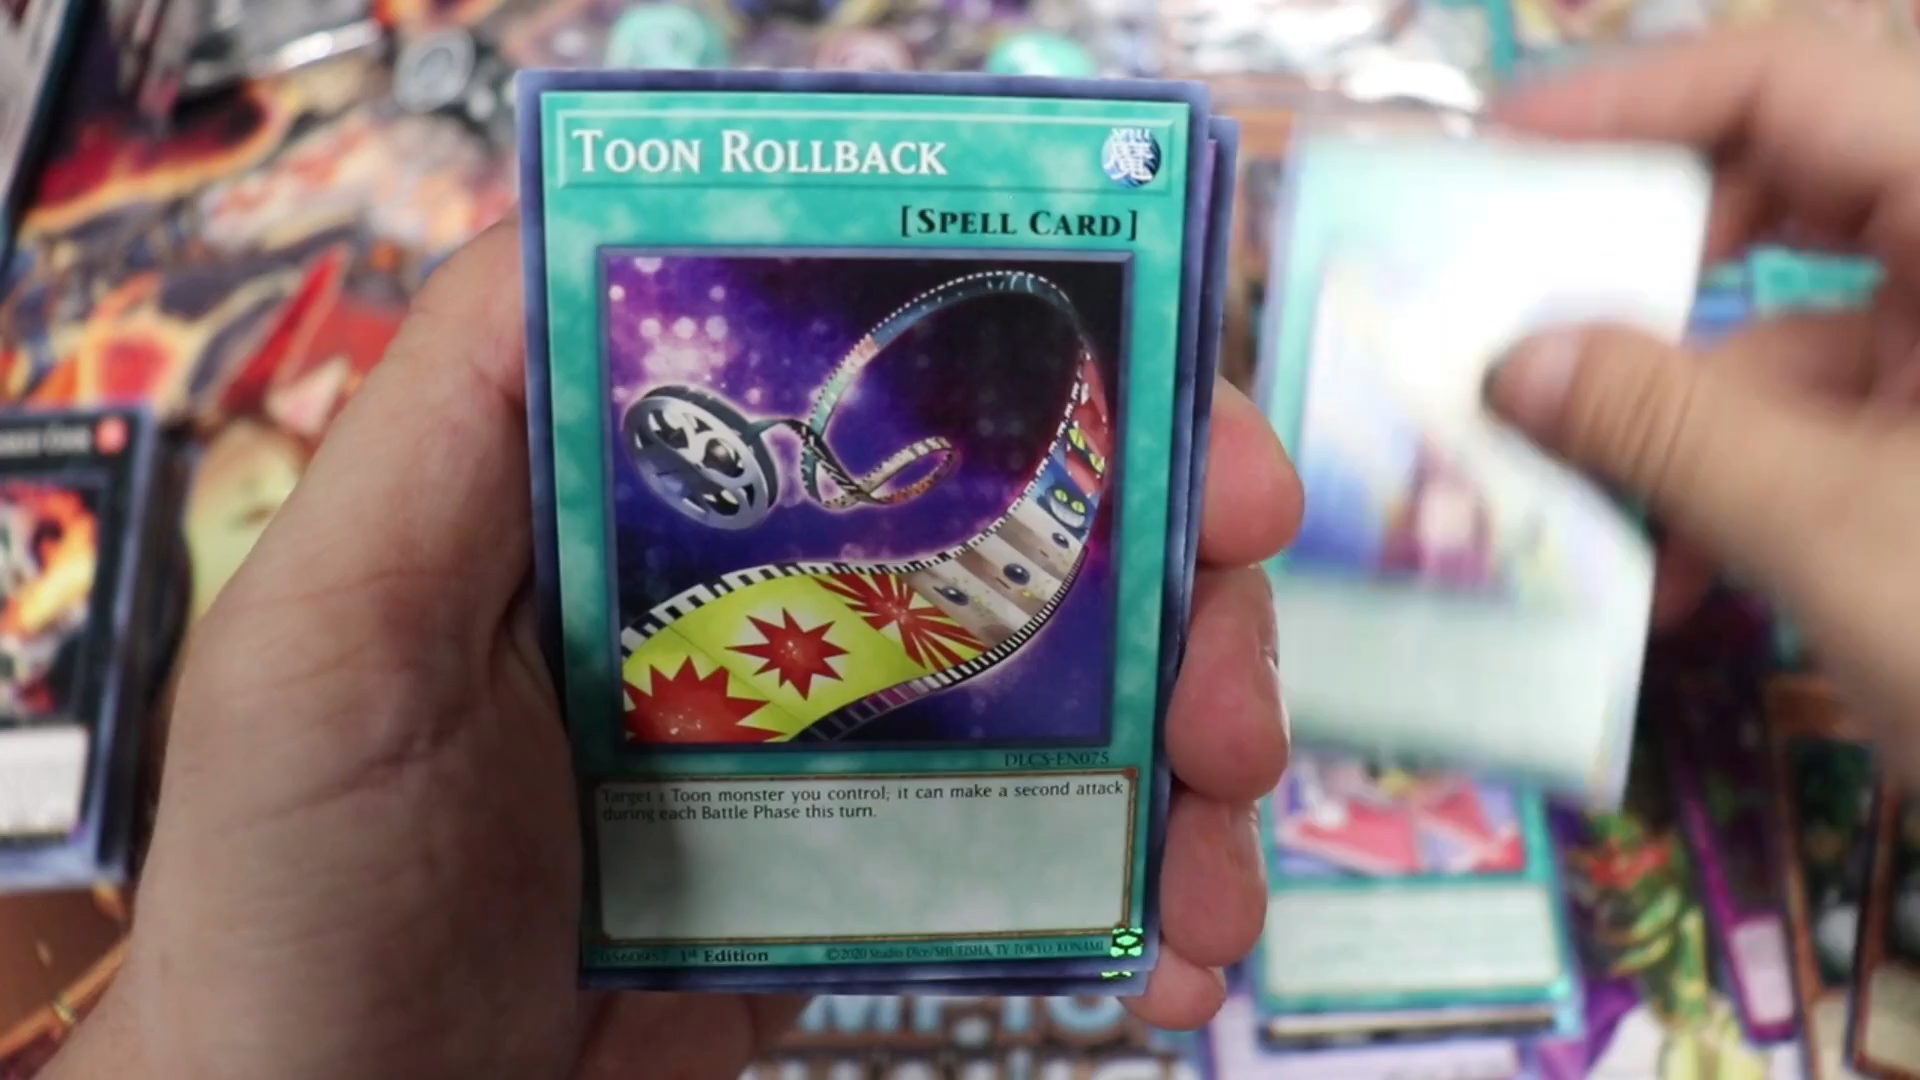 TOON ROLLBACK
魔
[SPELL CARD]
DLCS-EN075
Target 1 Toon monster you control; it can make a second attack
during each Battle Phase this turn.
1st Edition
©2020 Studio Dice/SHUEISHA, TV TOKYO, KONAMI